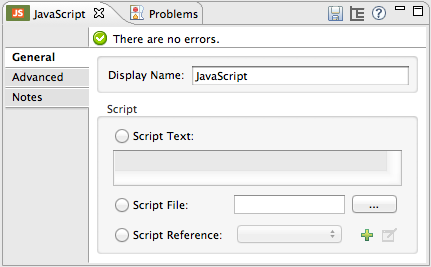 JS JavaScript Problems
There are no errors.
General
Advanced
Notes
Display Name: JavaScript
Script
Script Text:
Script File: ...
Script Reference: